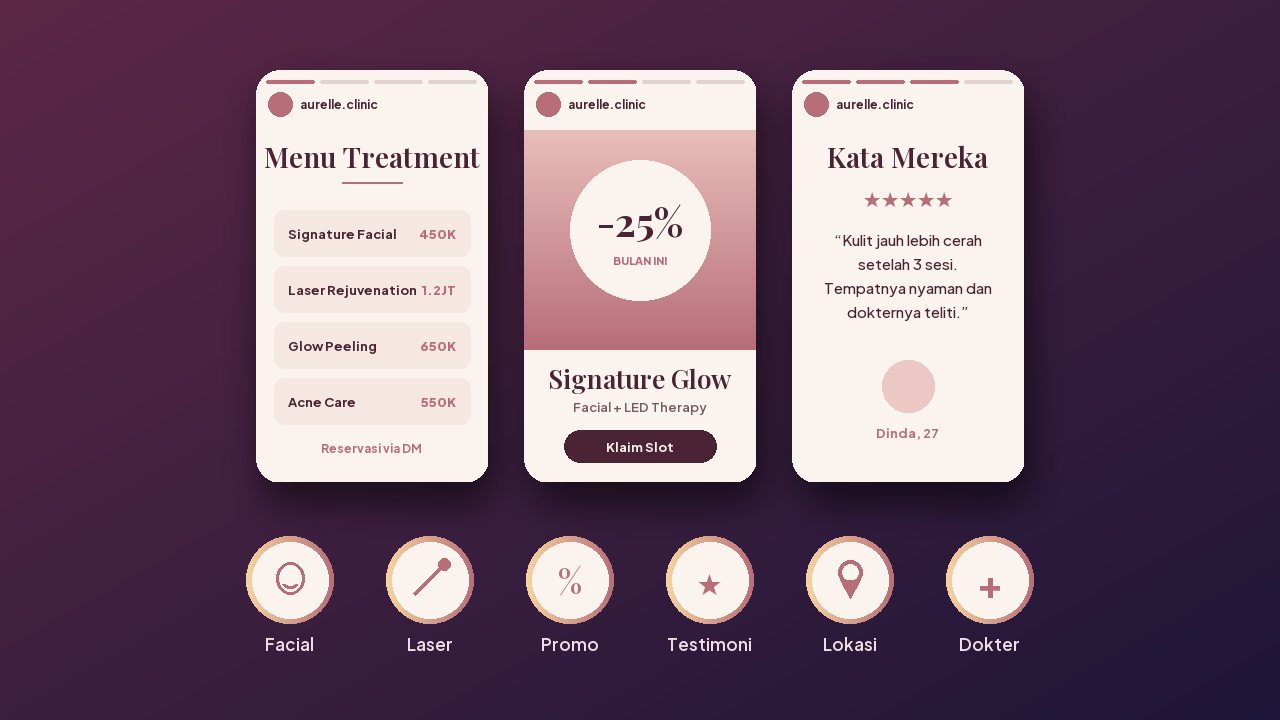 aurelle.clinic
Menu Treatment
Signature Facial 450K
Laser Rejuvenation 1.2JT
Glow Peeling 650K
Acne Care 550K
Reservasi via DM
aurelle.clinic
-25%
BULAN INI
Signature Glow
Facial + LED Therapy
Klaim Slot
aurelle.clinic
Kata Mereka
★★★★★
“Kulit jauh lebih cerah
setelah 3 sesi.
Tempatnya nyaman dan
dokternya teliti.”
Dinda, 27
%
Facial
Laser
Promo
Testimoni
Lokasi
Dokter